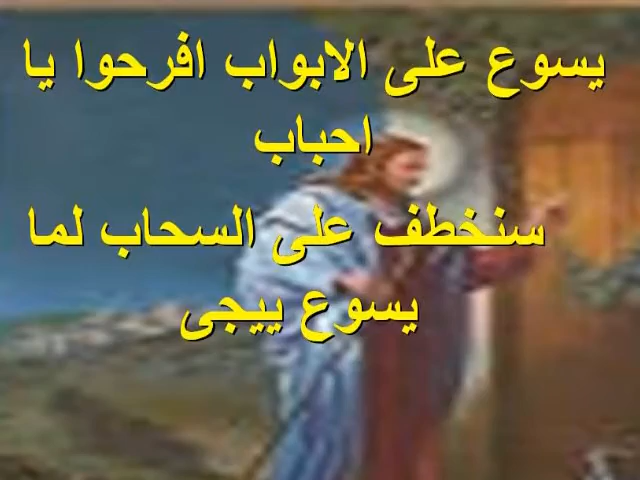 يسوع على الابواب افرحوا يا
احباب
سنخطف على السحاب لما
يسوع ييجى